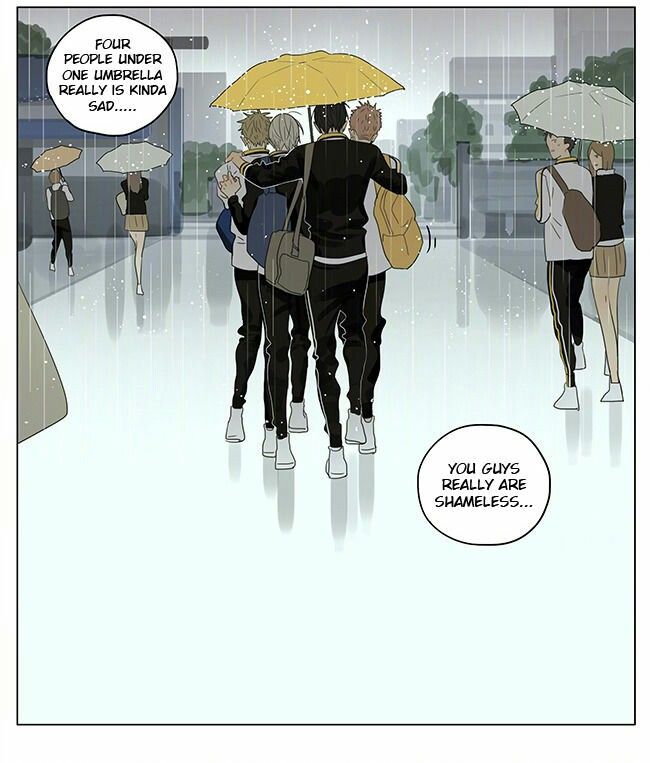 FOUR
PEOPLE UNDER
ONE UMBRELLA
REALLY IS KINDA
SAD.....
YOU GUYS
REALLY ARE
SHAMELESS...